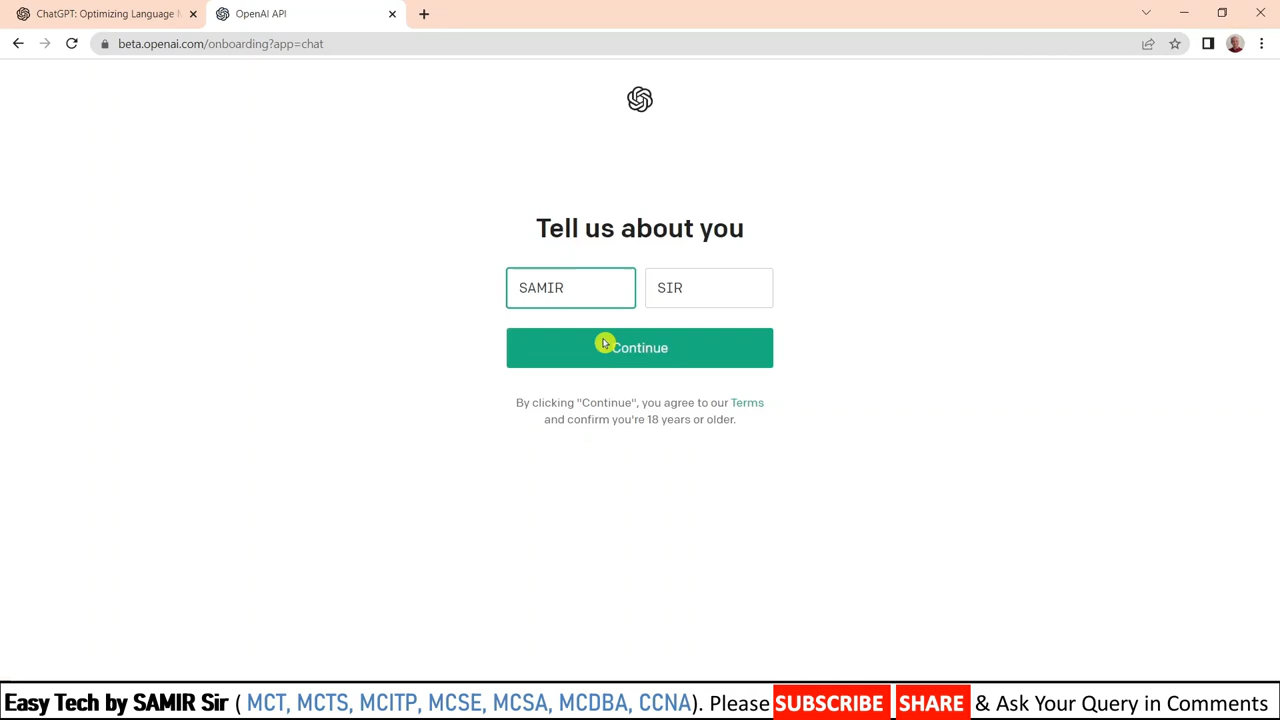 ChatGPT: Optimizing Language
OpenAI API
beta.openai.com/onboarding?app=chat
Tell us about you
SAMIR
SIR
Continue
By clicking "Continue", you agree to our Terms
and confirm you're 18 years or older.
Easy Tech by SAMIR Sir ( MCT, MCTS, MCITP, MCSE, MCSA, MCDBA, CCNA). Please SUBSCRIBE SHARE & Ask Your Query in Comments